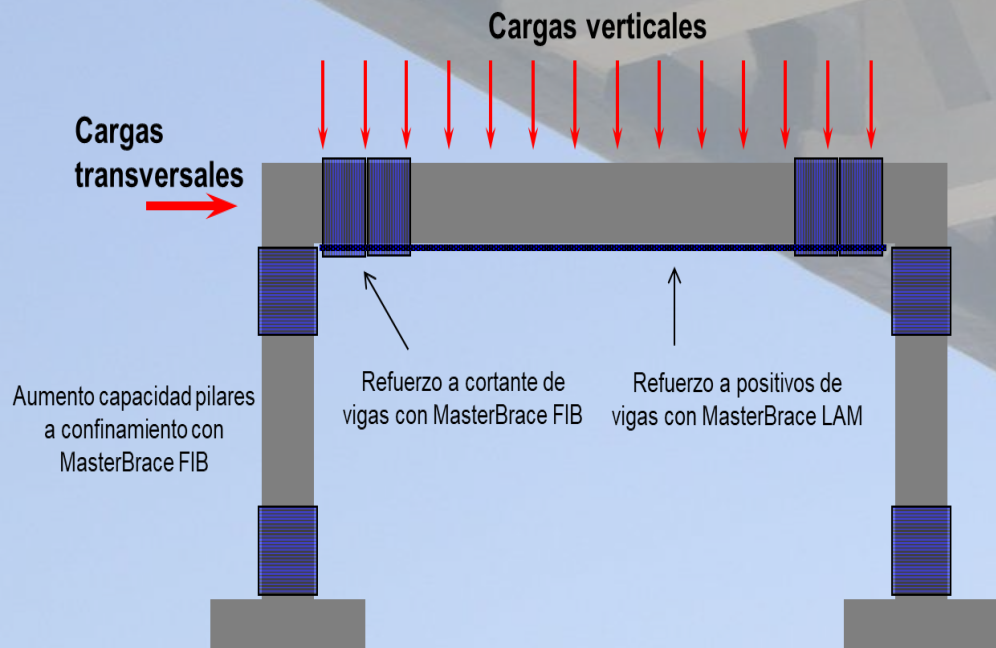 Cargas verticales
Cargas
transversales
Refuerzo a cortante de
vigas con MasterBrace FIB
Refuerzo a positivos de
vigas con MasterBrace LAM
Aumento capacidad pilares
a confinamiento con
MasterBrace FIB